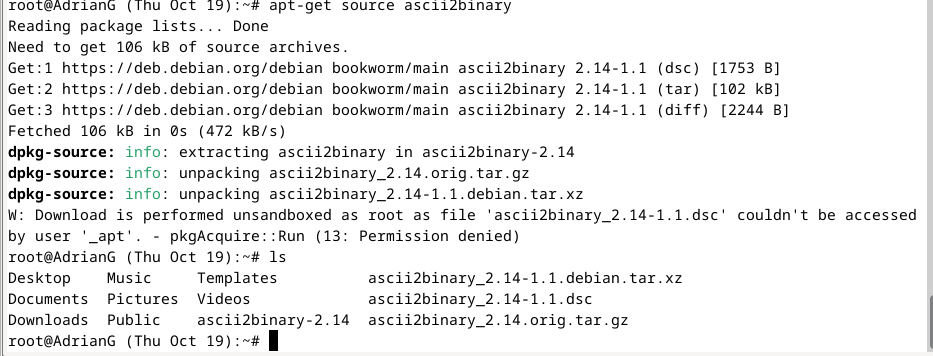 root@AdrianG (Thu Oct 19):~# apt-get source ascii2binary
Reading package lists... Done
Need to get 106 kB of source archives.
Get:1 https://deb.debian.org/debian bookworm/main ascii2binary 2.14-1.1 (dsc) [1753 B]
Get:2 https://deb.debian.org/debian bookworm/main ascii2binary 2.14-1.1 (tar) [102 kB]
Get:3 https://deb.debian.org/debian bookworm/main ascii2binary 2.14-1.1 (diff) [2244 B]
Fetched 106 kB in 0s (472 kB/s)
dpkg-source: info: extracting ascii2binary in ascii2binary-2.14
dpkg-source: info: unpacking ascii2binary_2.14.orig.tar.gz
dpkg-source: info: unpacking ascii2binary_2.14-1.1.debian.tar.xz
W: Download is performed unsandboxed as root as file 'ascii2binary_2.14-1.1.dsc' couldn't be accessed
by user '_apt'. - pkgAcquire::Run (13: Permission denied)
root@AdrianG (Thu Oct 19):~# ls
Desktop    Music     Templates          ascii2binary_2.14-1.1.debian.tar.xz
Documents  Pictures  Videos             ascii2binary_2.14-1.1.dsc
Downloads  Public    ascii2binary-2.14  ascii2binary_2.14.orig.tar.gz
root@AdrianG (Thu Oct 19):~#